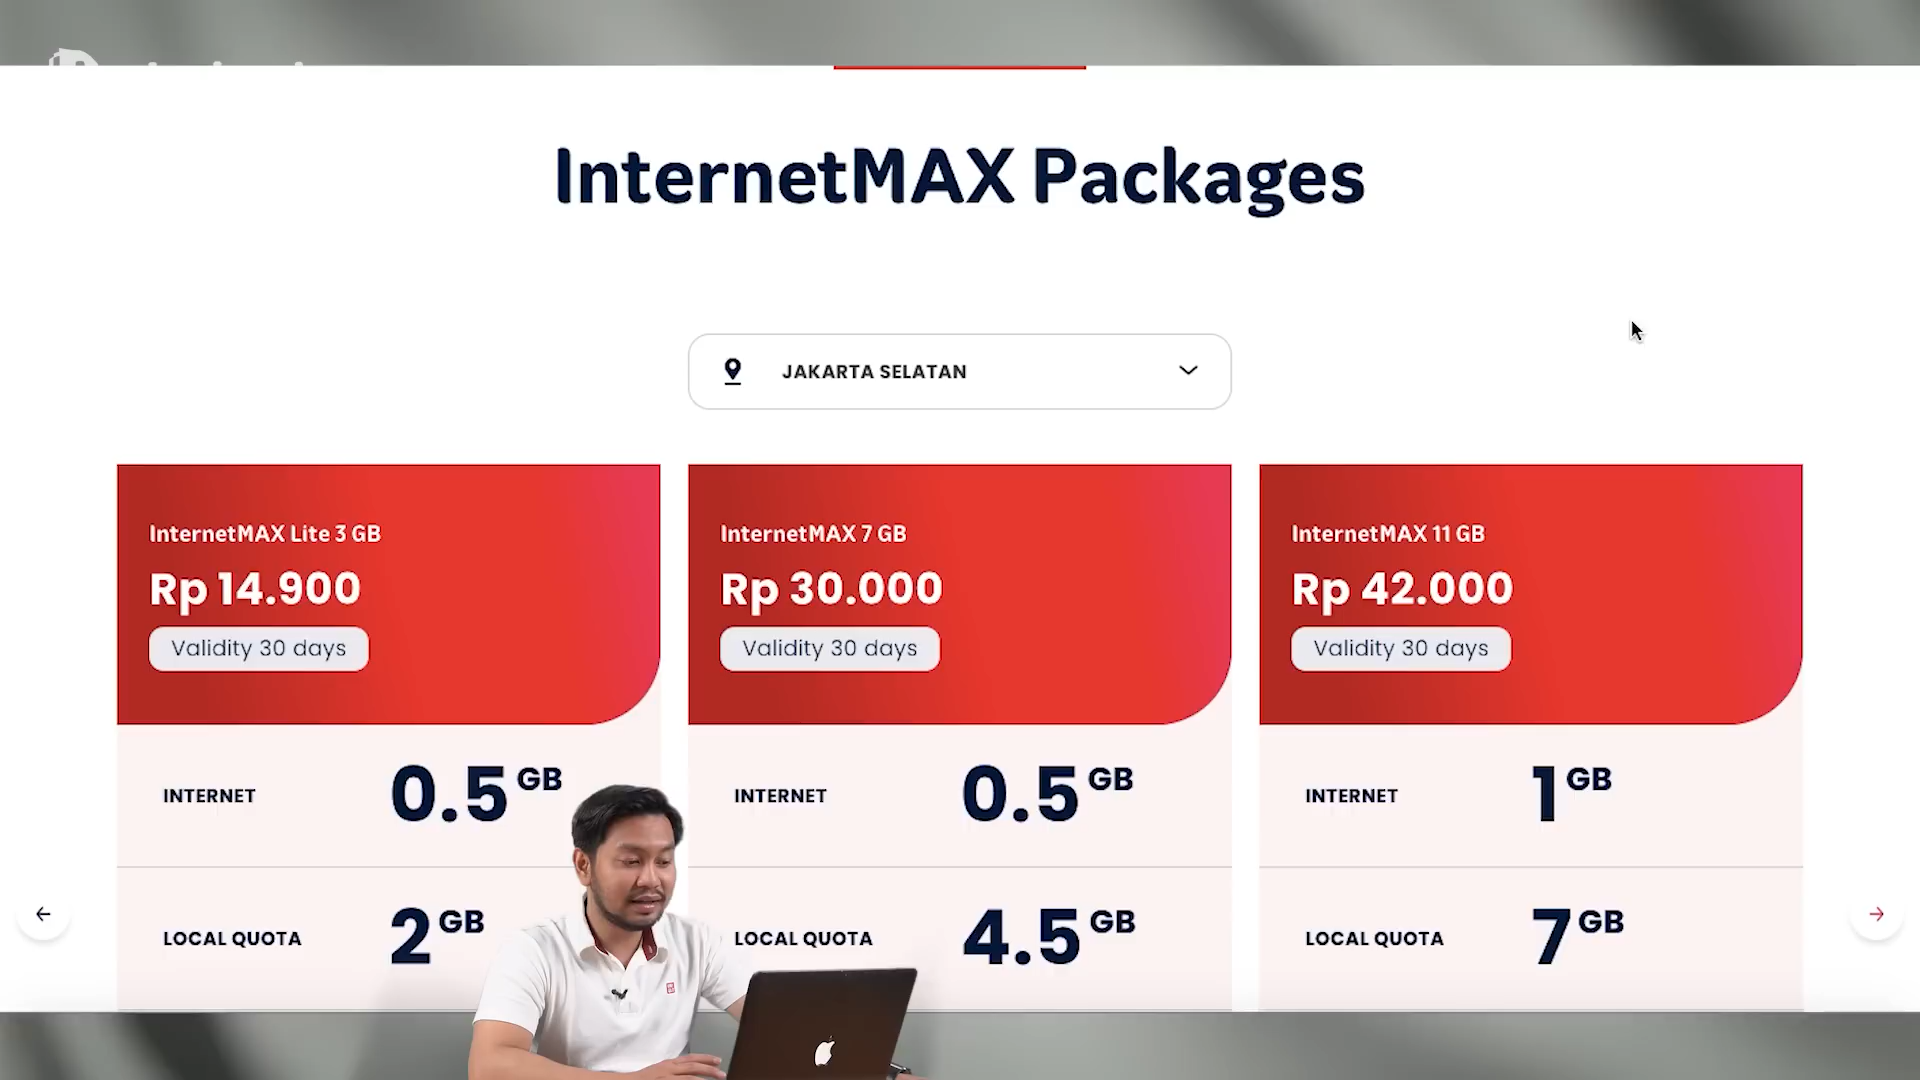 InternetMAX Packages
JAKARTA SELATAN
InternetMAX Lite 3 GB
Rp 14.900
Validity 30 days
INTERNET 0.5 GB
LOCAL QUOTA 2 GB
InternetMAX 7 GB
Rp 30.000
Validity 30 days
INTERNET 0.5 GB
LOCAL QUOTA 4.5 GB
InternetMAX 11 GB
Rp 42.000
Validity 30 days
INTERNET 1 GB
LOCAL QUOTA 7 GB